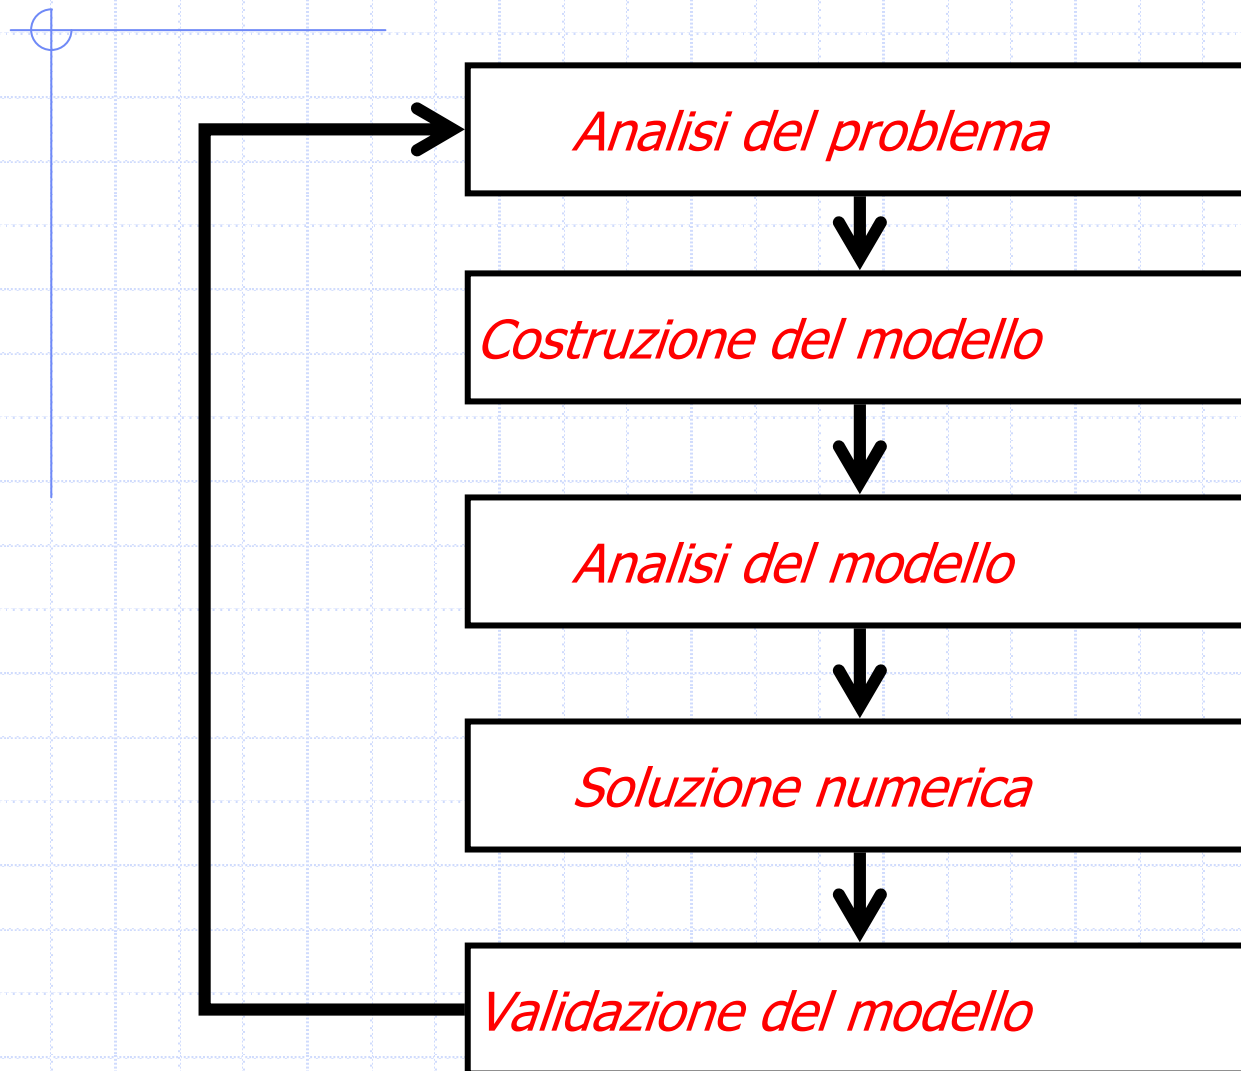 Analisi del problema
Costruzione del modello
Analisi del modello
Soluzione numerica
Validazione del modello